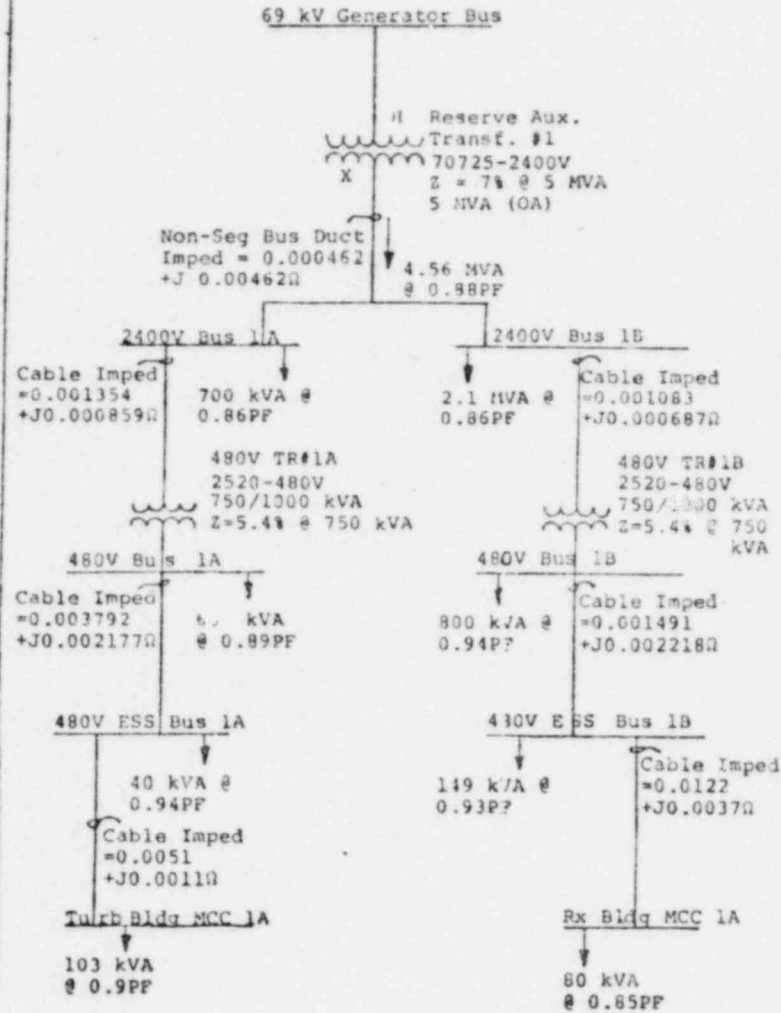 69 kV Generator Bus
H Reserve Aux.
Transf. #1
X 70725-2400V
Z = 7% @ 5 MVA
5 MVA (OA)
Non-Seg Bus Duct
Imped = 0.000462
+J 0.00462Ω
4.56 MVA
@ 0.88PF
2400V Bus 1A
2400V Bus 1B
Cable Imped
=0.001354
+J0.000859Ω
700 kVA @
0.86PF
2.1 MVA @
0.86PF
Cable Imped
=0.001083
+J0.000687Ω
480V TR#1A
2520-480V
750/1000 kVA
Z=5.4% @ 750 kVA
480V TR#1B
2520-480V
kVA
Z=5.4% @ 750
kVA
480V Bus 1A
480V Bus 1B
Cable Imped
=0.003792
+J0.002177Ω
kVA
@ 0.89PF
800 kVA @
0.94P
Cable Imped
=0.001491
+J0.002218Ω
480V ESS Bus 1A
480V ESS Bus 1B
40 kVA @
0.94PF
149 kVA @
0.93P
Cable Imped
=0.0122
+J0.0037Ω
Cable Imped
=0.0051
+J0.0011Ω
Turb Bldg MCC 1A
Rx Bldg MCC 1A
103 kVA
@ 0.9PF
80 kVA
@ 0.85PF